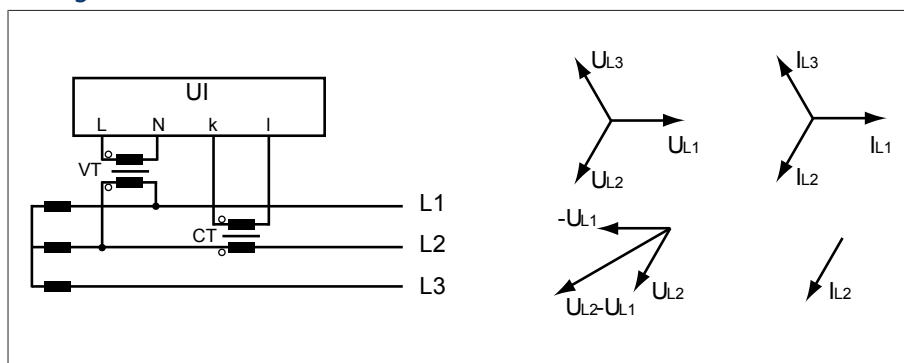 UI
L N k l
VT
CT
L1
L2
L3
UL3
UL1
UL2
IL3
IL1
IL2
-UL1
UL2
UL2-UL1
IL2